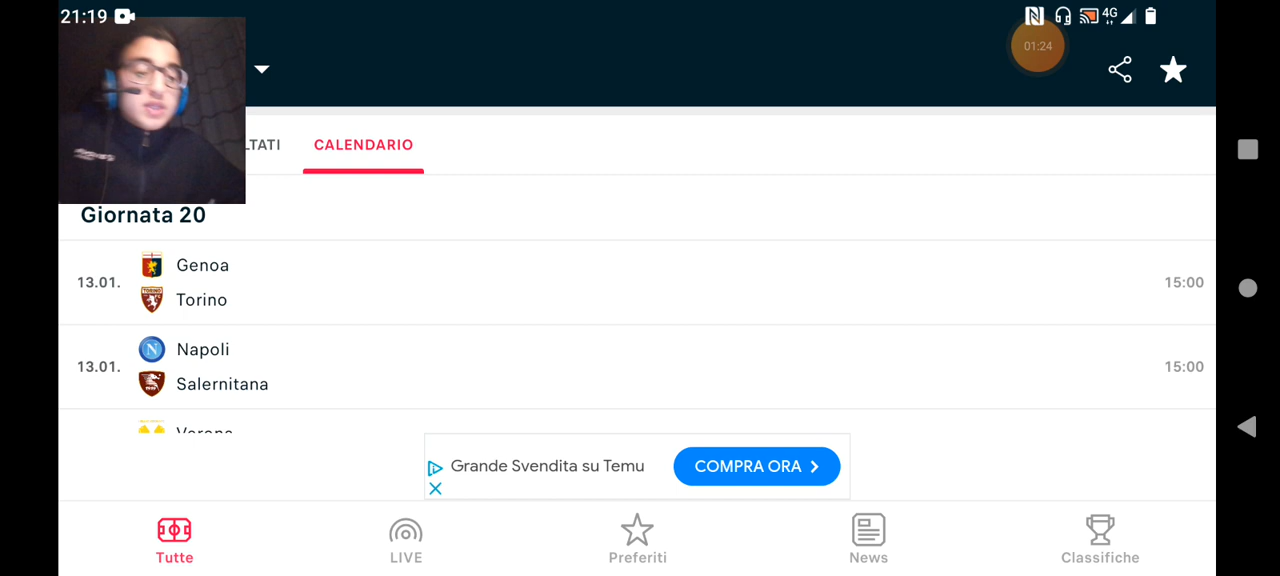 21:19
4G
01:24
LTATI
CALENDARIO
Giornata 20
13.01.
Genoa
Torino
15:00
13.01.
Napoli
Salernitana
15:00
Verona
Grande Svendita su Temu
COMPRA ORA
Tutte
LIVE
Preferiti
News
Classifiche